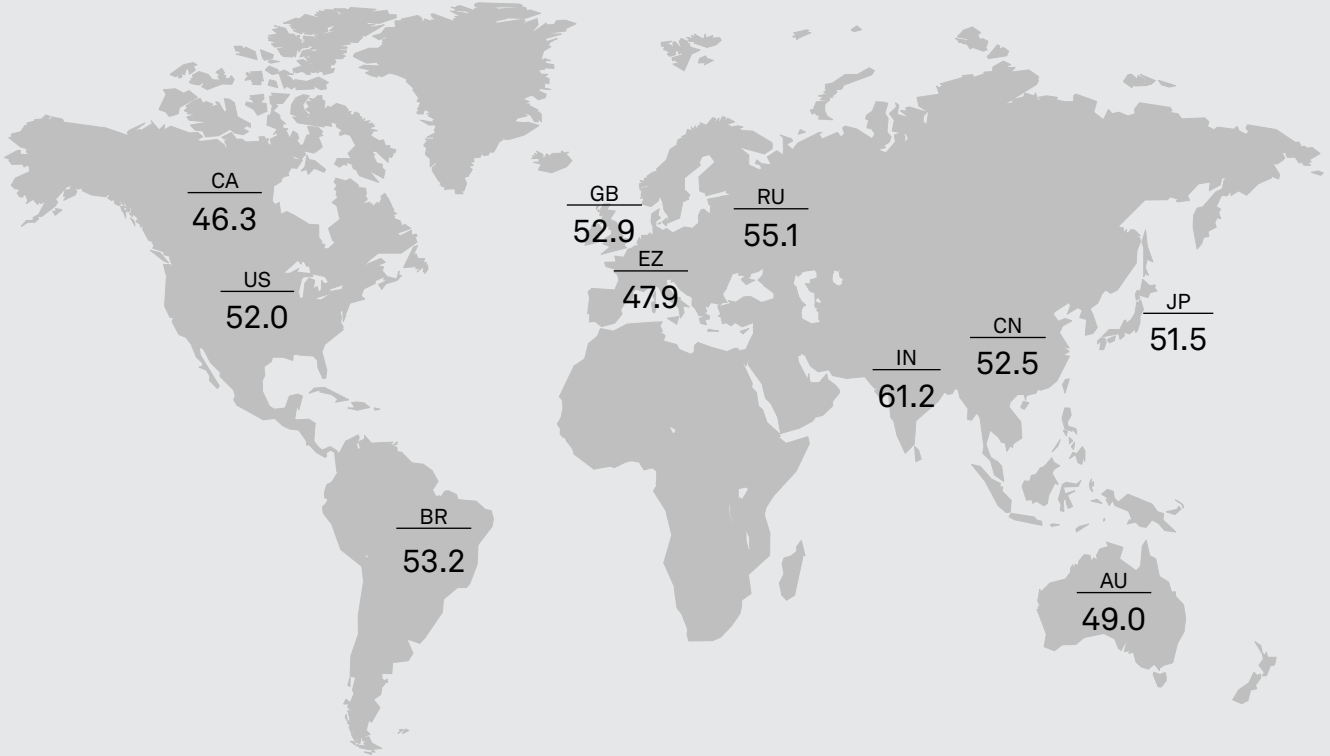 CA
46.3
US
52.0
BR
53.2
GB
52.9
EZ
47.9
RU
55.1
IN
61.2
CN
52.5
JP
51.5
AU
49.0